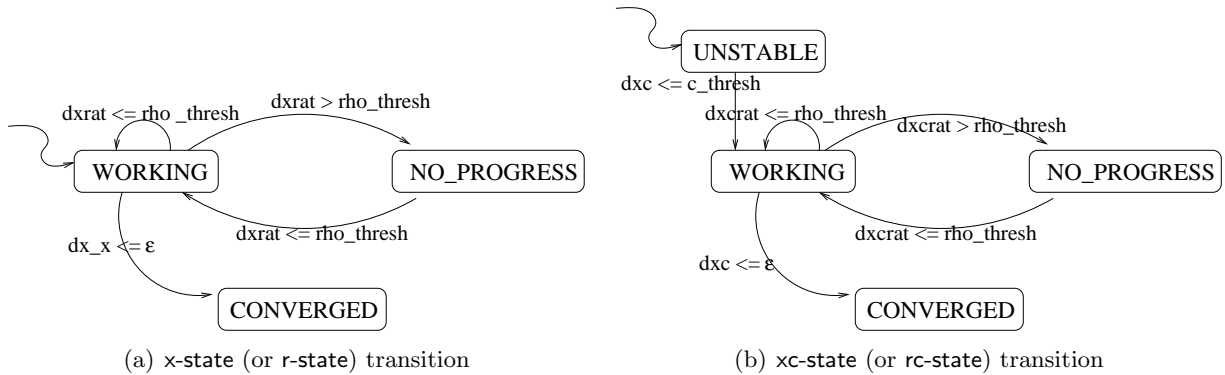 dxrat <= rho _thresh
dxrat > rho_thresh
WORKING
NO_PROGRESS
dxrat <= rho_thresh
dx_x <= ε
CONVERGED
(a) x-state (or r-state) transition
UNSTABLE
dxc <= c_thresh
dxcrat <= rho_thresh
dxcrat > rho_thresh
WORKING
NO_PROGRESS
dxcrat <= rho_thresh
dxc <= ε
CONVERGED
(b) xc-state (or rc-state) transition